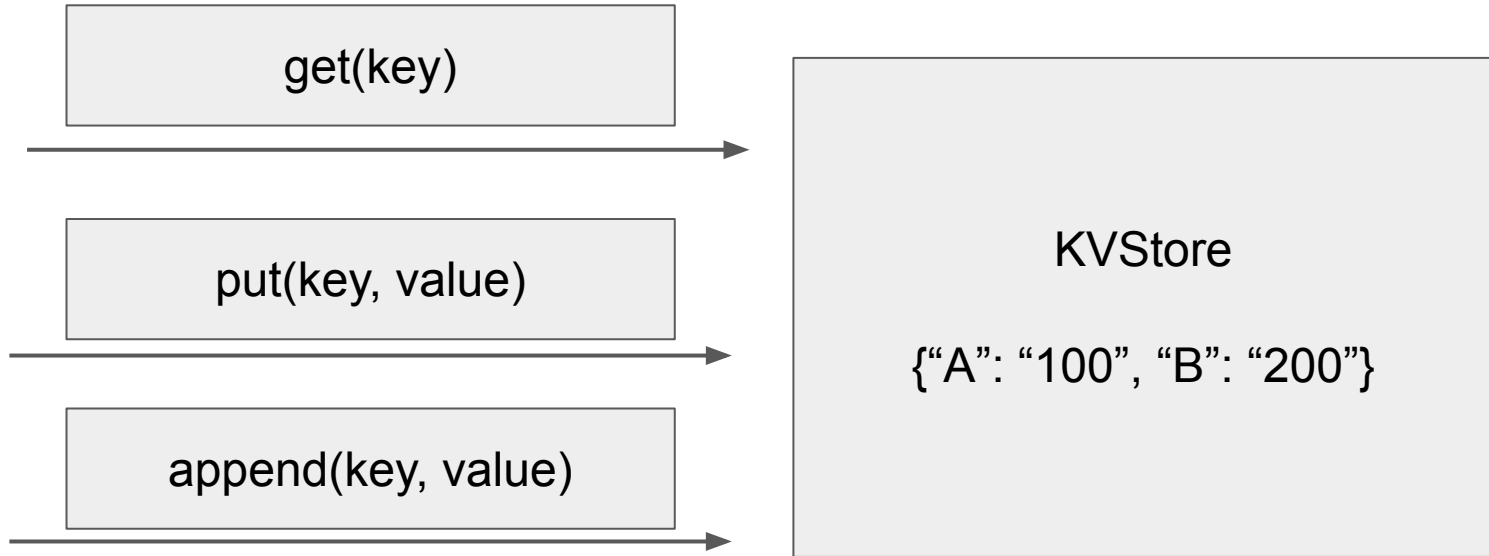 get(key)
put(key, value)
append(key, value)
KVStore
{“A”: “100”, “B”: “200”}